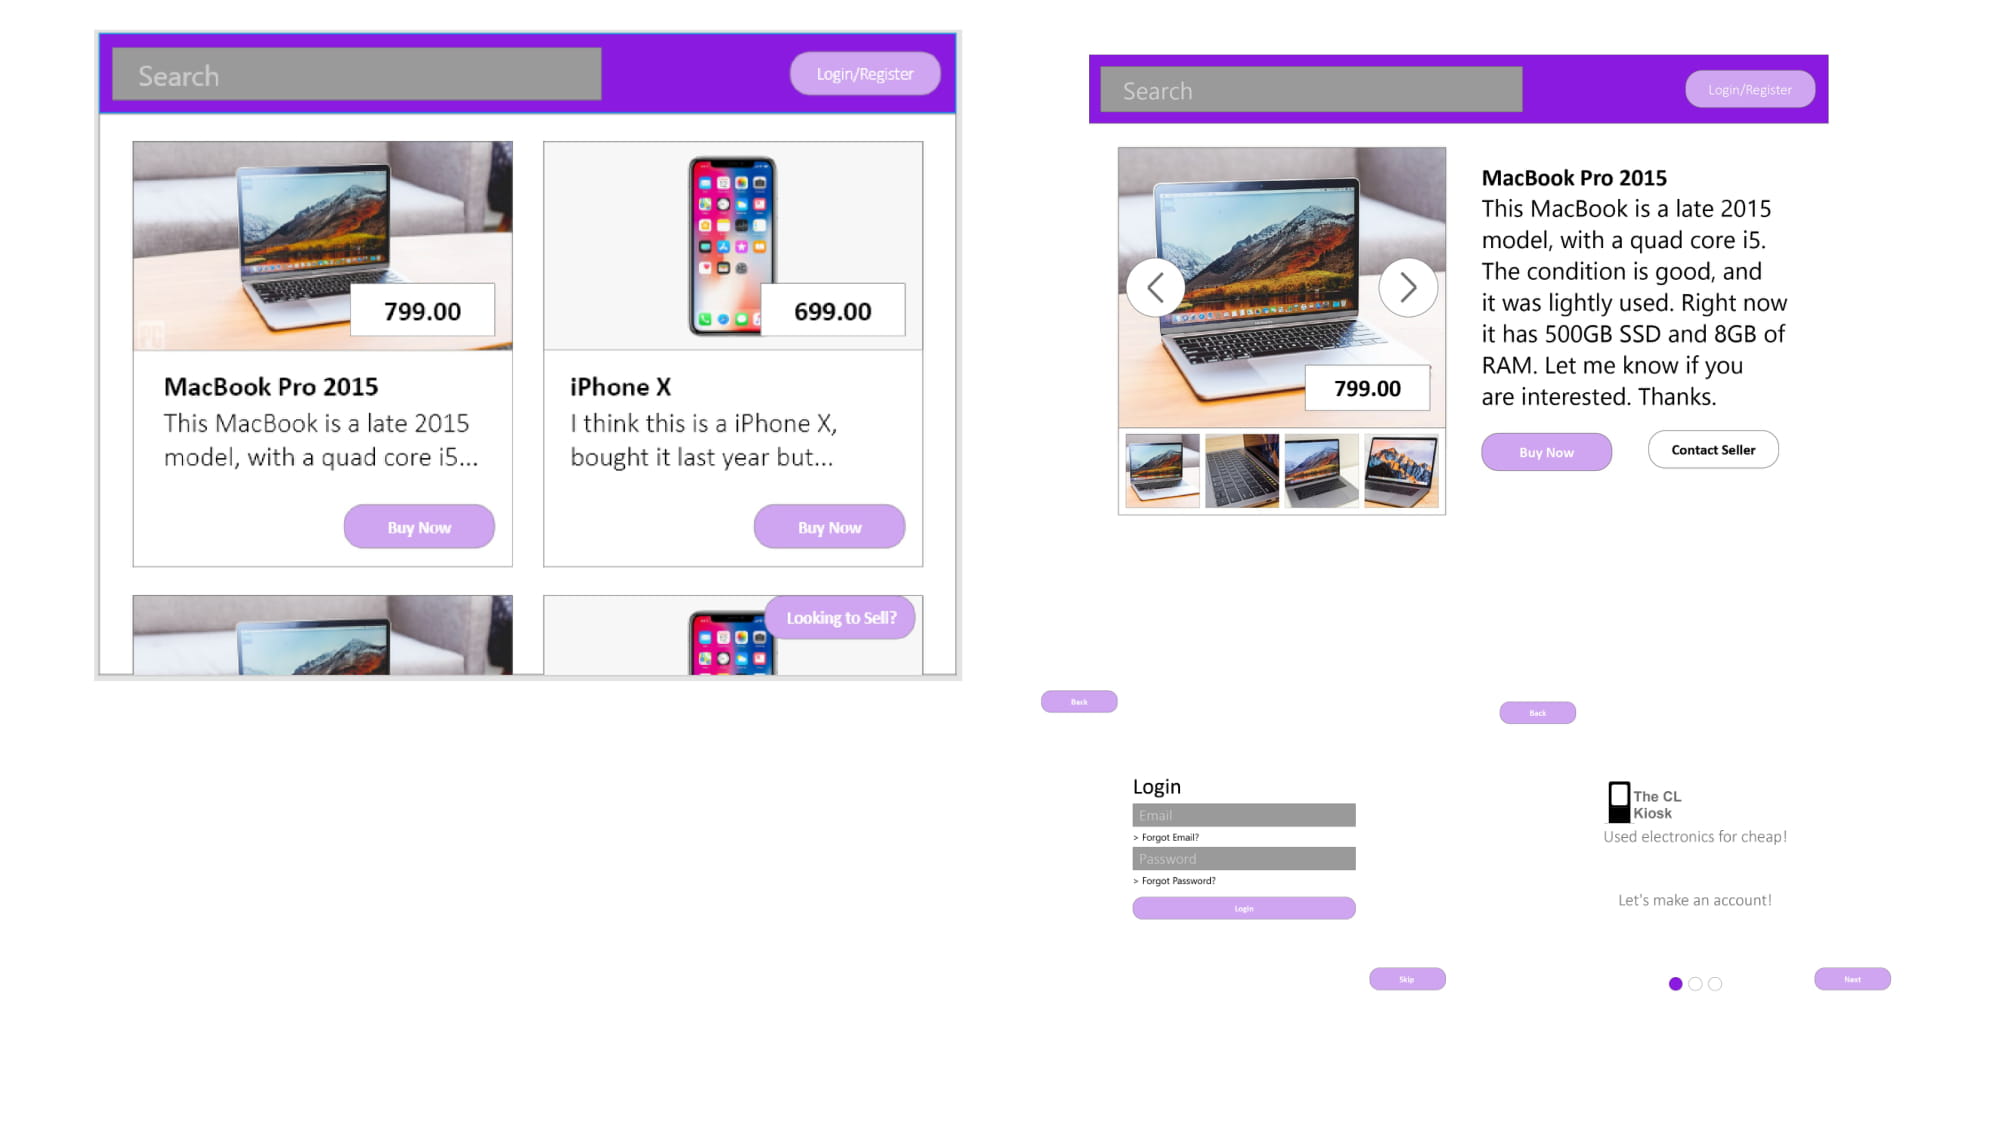 Search
Login/Register
799.00
699.00
MacBook Pro 2015
This MacBook is a late 2015
model, with a quad core i5...
Buy Now
iPhone X
I think this is a iPhone X,
bought it last year but...
Buy Now
Looking to Sell?
Search
Login/Register
799.00
MacBook Pro 2015
This MacBook is a late 2015
model, with a quad core i5.
The condition is good, and
it was lightly used. Right now
it has 500GB SSD and 8GB of
RAM. Let me know if you
are interested. Thanks.
Buy Now
Contact Seller
Back
Login
Email
> Forgot Email?
Password
> Forgot Password?
Login
Skip
Back
The CL
Kiosk
Used electronics for cheap!
Let's make an account!
Next